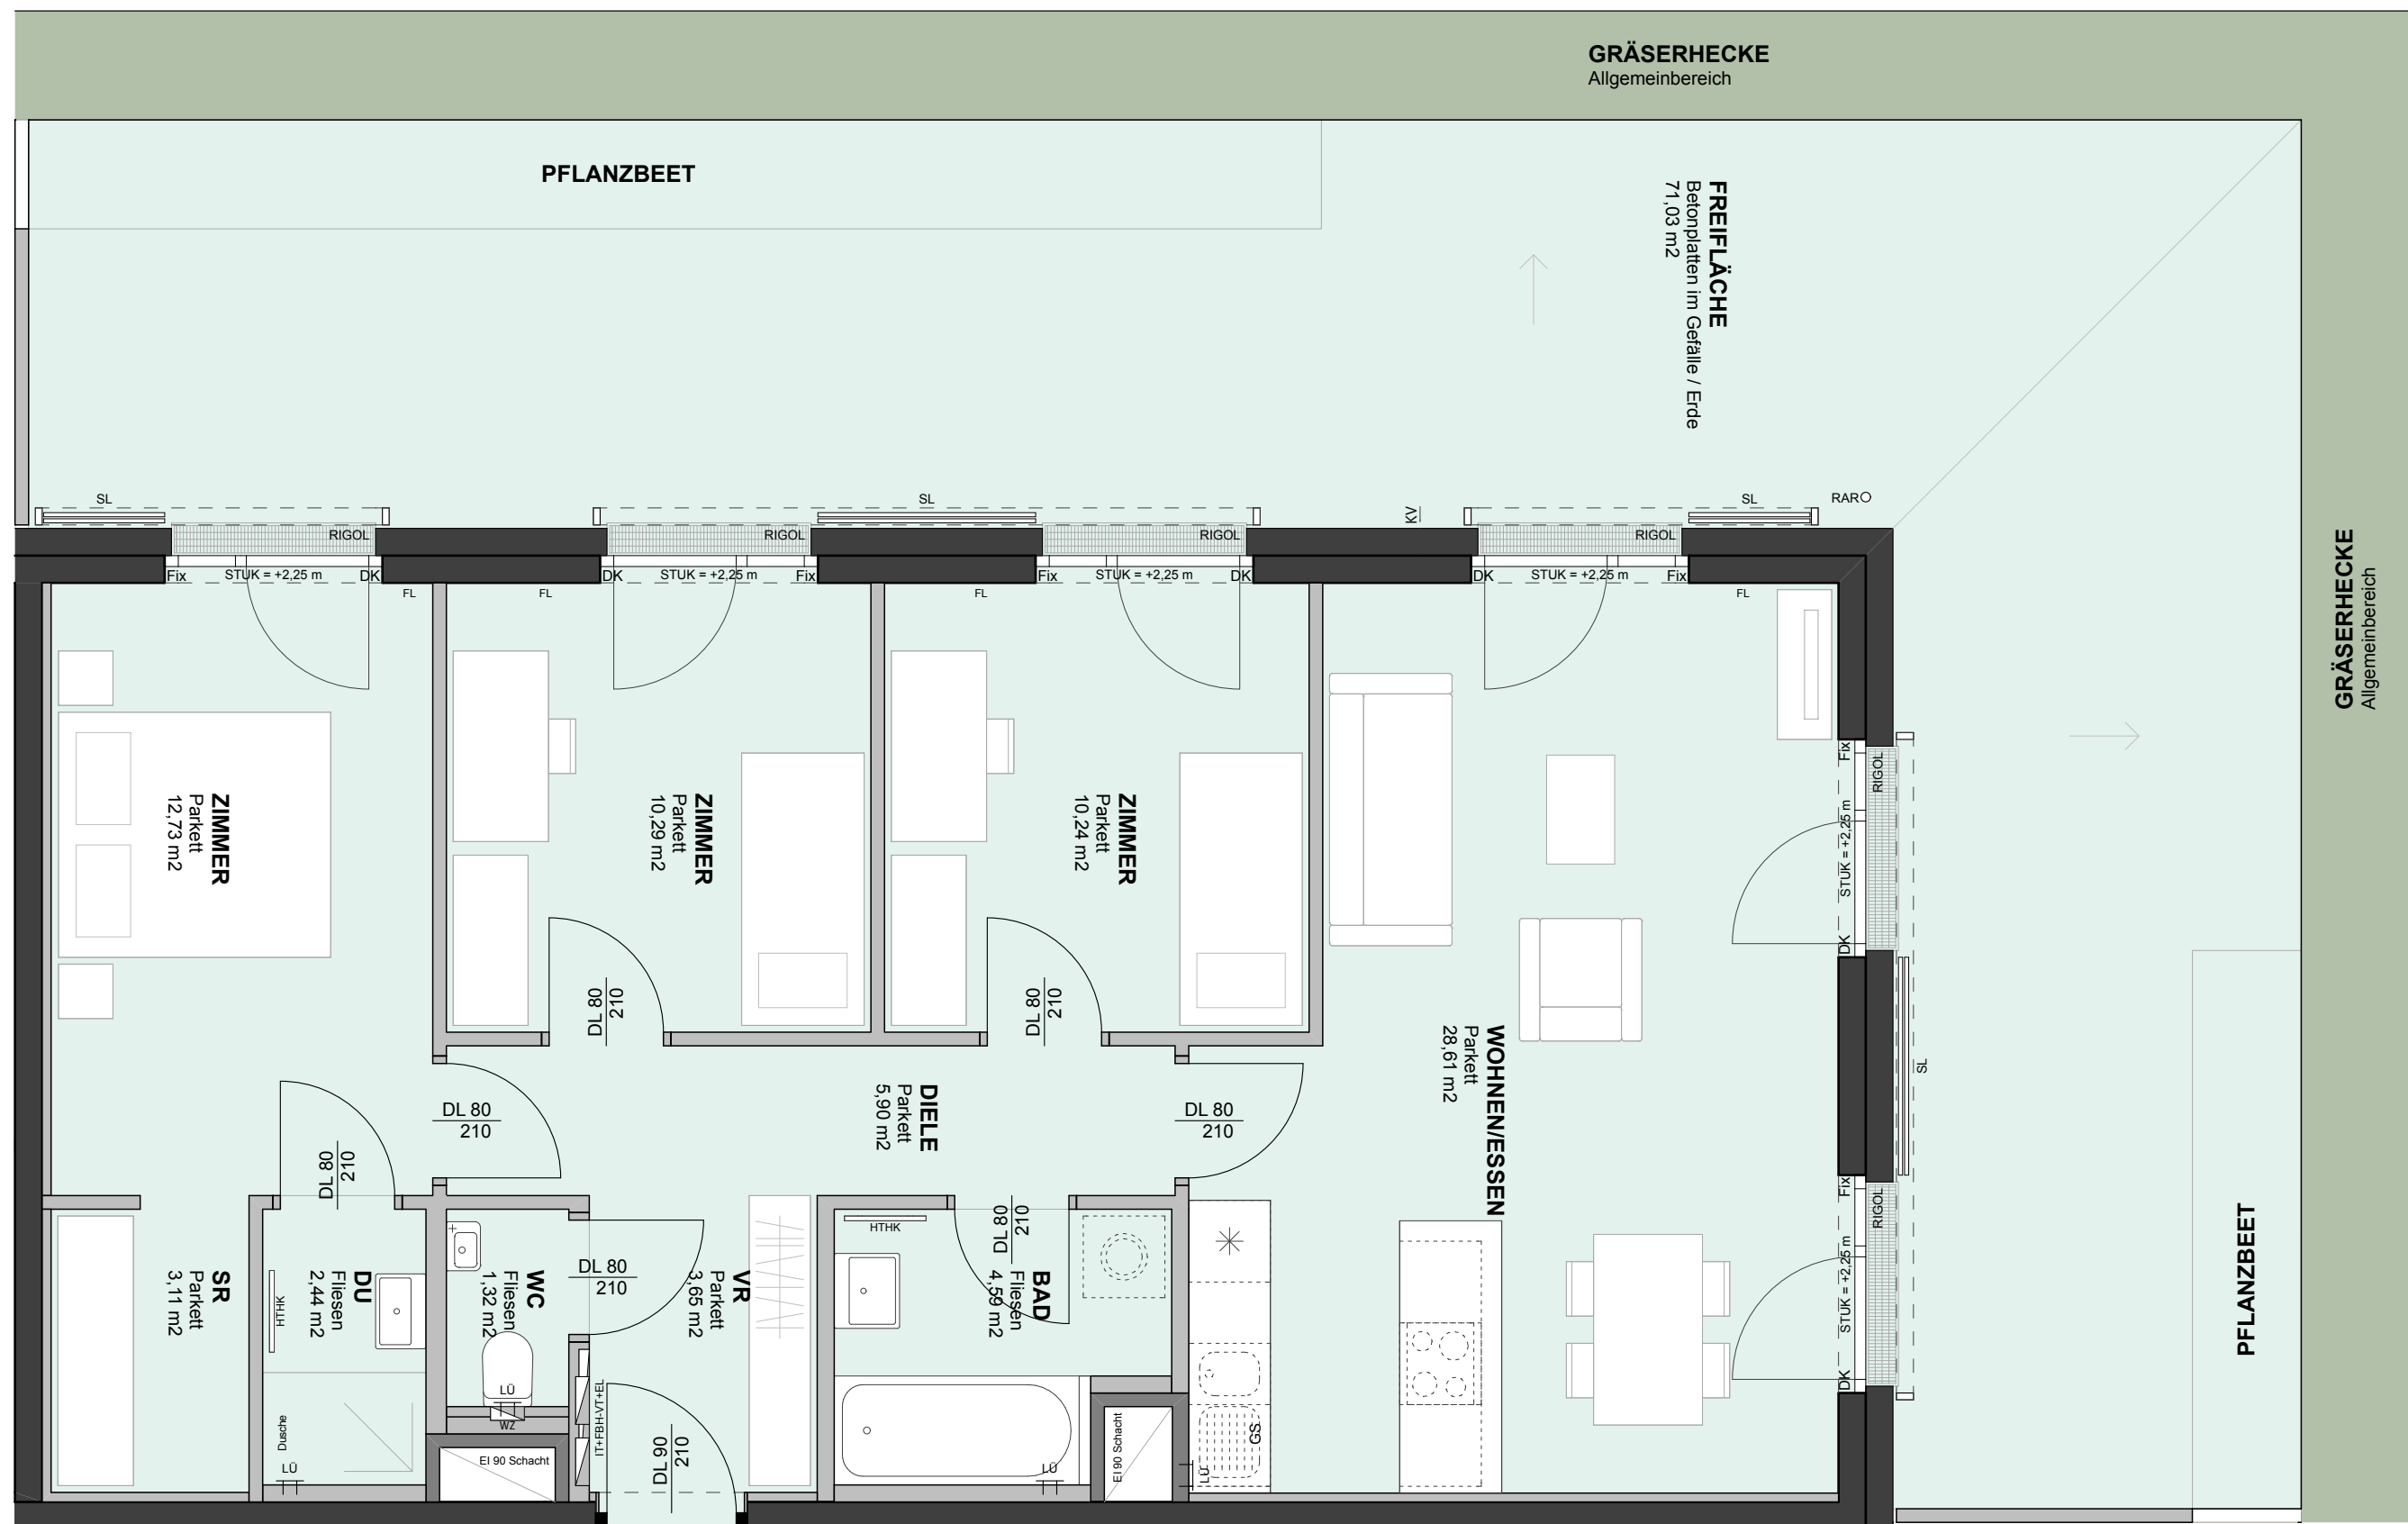 GRÄSERHECKE
Allgemeinbereich
PFLANZBEET
FREIFLÄCHE
Betonplatten im Gefälle / Erde
71,03 m2
GRÄSERHECKE
Allgemeinbereich
SL
SL
KV
SL
RAR
RIGOL
RIGOL
RIGOL
RIGOL
Fix
STUK = +2,25 m
DK
DK
STUK = +2,25 m
Fix
Fix
STUK = +2,25 m
DK
DK
STUK = +2,25 m
Fix
FL
FL
FL
FL
Fix
STUK = +2,25 m
DK
RIGOL
ZIMMER
Parkett
12,73 m2
ZIMMER
Parkett
10,29 m2
ZIMMER
Parkett
10,24 m2
DL 80
210
DL 80
210
WOHNEN/ESSEN
Parkett
28,61 m2
SL
DL 80
210
DIELE
Parkett
5,90 m2
DL 80
210
DL 80
210
DL 80
210
HTHK
Fix
STUK = +2,25 m
DK
RIGOL
PFLANZBEET
SR
Parkett
3,11 m2
HTHK
DU
Fliesen
2,44 m2
WC
Fliesen
1,32 m2
DL 80
210
VR
Parkett
3,65 m2
BAD
Fliesen
4,59 m2
Dusche
LÜ
LÜ
WZ
EI 90 Schacht
IT+FBH-VT+EL
DL 90
210
LÜ
EI 90 Schacht
LÜ
GS